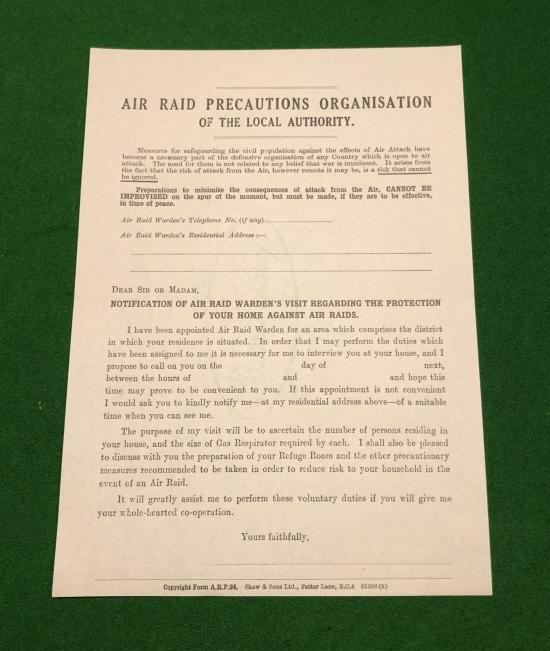 AIR RAID PRECAUTIONS ORGANISATION
OF THE LOCAL AUTHORITY.
Measures for safeguarding the civil population against the effects of Air Attack have
become a necessary part of the defensive organisation of any Country which is open to air
attack. The need for them is not related to any belief that war is imminent. It arises from
the fact that the risk of attack from the Air, however remote it may be, is a risk that cannot
be ignored.
Preparations to minimise the consequences of attack from the Air, CANNOT BE
IMPROVISED on the spur of the moment, but must be made, if they are to be effective,
in time of peace.
Air Raid Warden's Telephone No. (if any)
Air Raid Warden's Residential Address :—
DEAR SIR OR MADAM,
NOTIFICATION OF AIR RAID WARDEN'S VISIT REGARDING THE PROTECTION
OF YOUR HOME AGAINST AIR RAIDS.
I have been appointed Air Raid Warden for an area which comprises the district
in which your residence is situated. In order that I may perform the duties which
have been assigned to me it is necessary for me to interview you at your house, and I
propose to call on you on the day of next,
between the hours of and and hope this
time may prove to be convenient to you. If this appointment is not convenient
I would ask you to kindly notify me—at my residential address above—of a suitable
time when you can see me.
The purpose of my visit will be to ascertain the number of persons residing in
your house, and the size of Gas Respirator required by each. I shall also be pleased
to discuss with you the preparation of your Refuge Room and the other precautionary
measures recommended to be taken in order to reduce risk to your household in the
event of an Air Raid.
It will greatly assist me to perform these voluntary duties if you will give me
your whole-hearted co-operation.
Yours faithfully,
Copyright Form A.R.P.24. Shaw & Sons Ltd., Fetter Lane, E.C.4